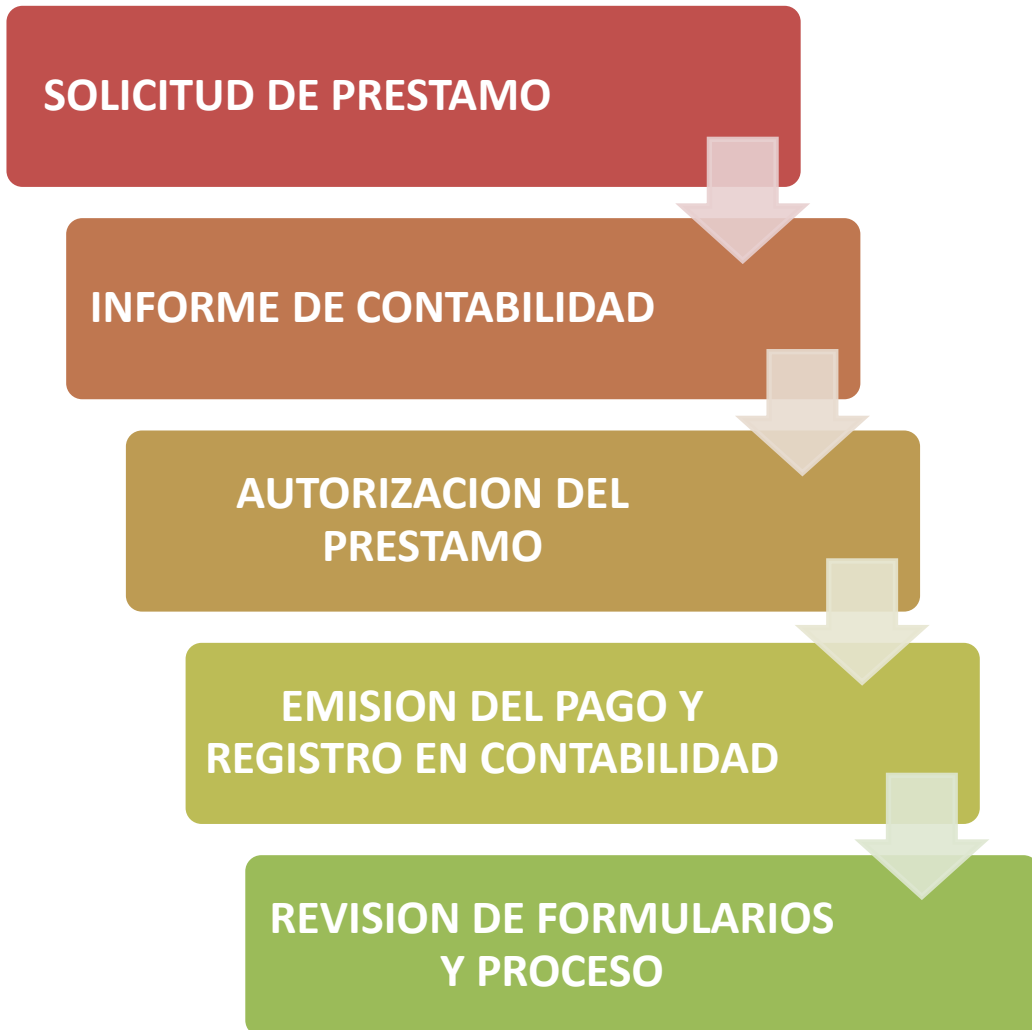 SOLICITUD DE PRESTAMO
INFORME DE CONTABILIDAD
AUTORIZACION DEL
PRESTAMO
EMISION DEL PAGO Y
REGISTRO EN CONTABILIDAD
REVISION DE FORMULARIOS
Y PROCESO